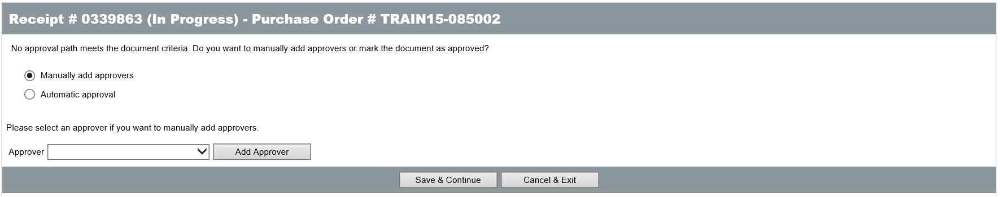 Receipt # 0339863 (In Progress) - Purchase Order # TRAIN15-085002
No approval path meets the document criteria. Do you want to manually add approvers or mark the document as approved?
Manually add approvers
Automatic approval
Please select an approver if you want to manually add approvers.
Approver Add Approver
Save & Continue Cancel & Exit